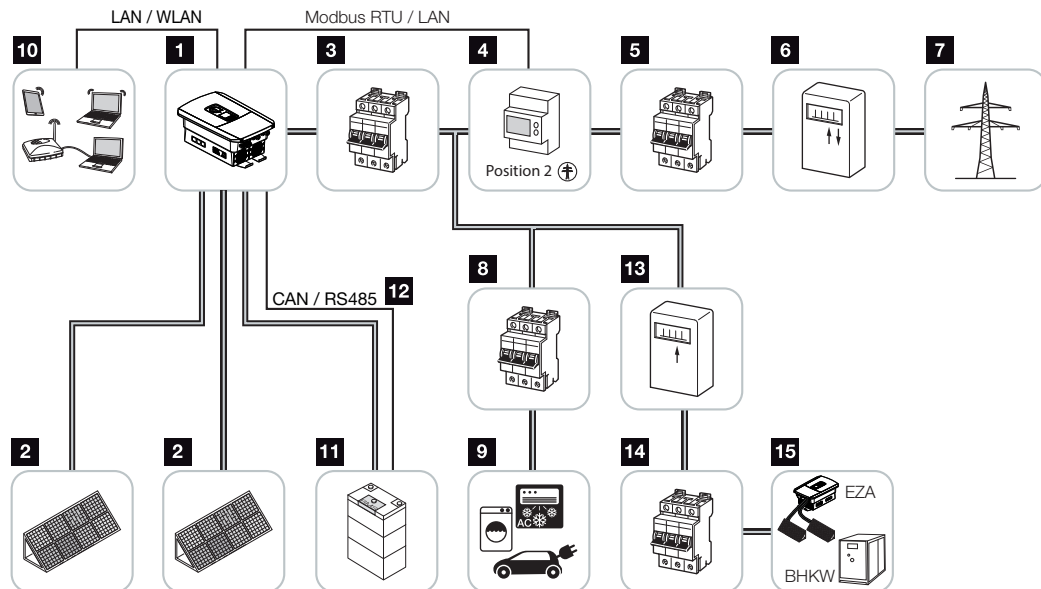 LAN / WLAN
Modbus RTU / LAN
10
1
3
4
5
6
7
Position 2
8
13
CAN / RS485
12
2
2
11
9
14
15
AC
EZA
BHKW